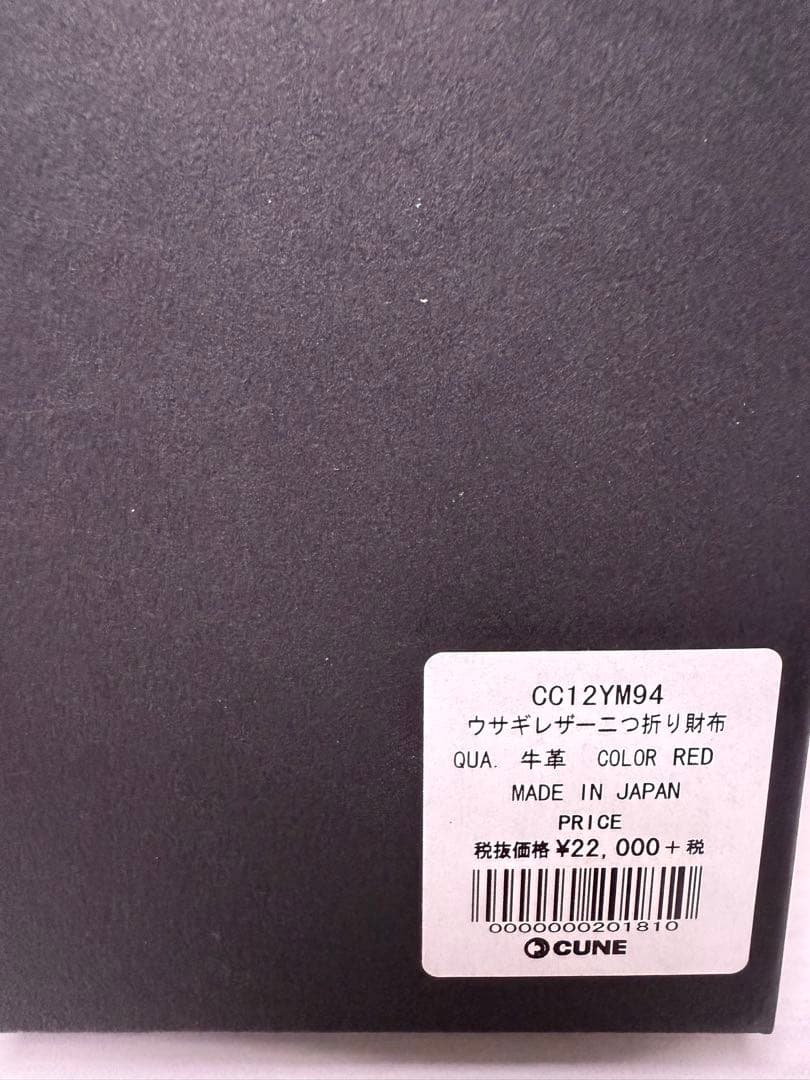 CC12YM94
ウサギレザー二つ折り財布
QUA. 牛革 COLOR RED
MADE IN JAPAN
PRICE
税抜価格 ¥22,000+税
0000000201810
CUNE